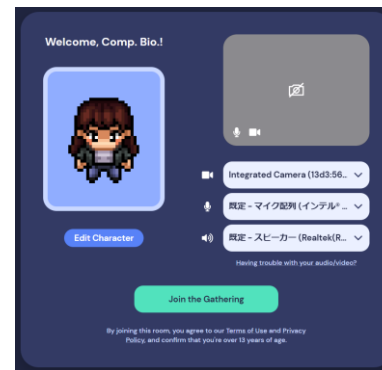 Welcome, Comp. Bio.!
Integrated Camera (13d3:56..
既定 - マイク配列 (インテル® ...
Edit Character
既定 - スピーカー (Realtek(R...
Having trouble with your audio/video?
Join the Gathering
By joining this room, you agree to our Terms of Use and Privacy
Policy, and confirm that you're over 13 years of age.